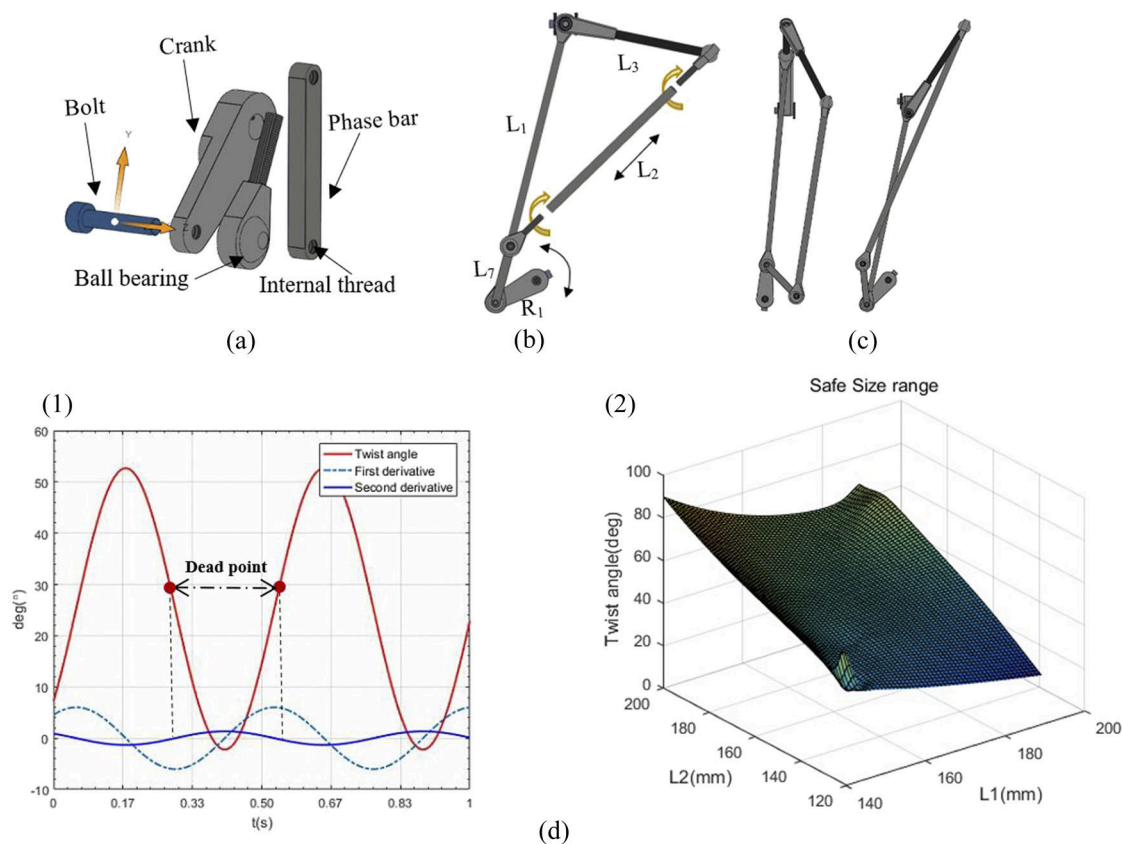 Crank
Bolt
Y
Z
Phase bar
Ball bearing
Internal thread
(a)
L3
L1
L2
L7
R1
(b)
(c)
(1)
60
50
40
30
20
10
0
-10
deg(°)
Twist angle
First derivative
Second derivative
Dead point
0 0.17 0.33 0.50 0.67 0.83 1
t(s)
(2)
Safe Size range
100
80
60
40
20
0
Twist angle(deg)
200
180
160
140
120
L2(mm)
140
160
180
200
L1(mm)
(d)